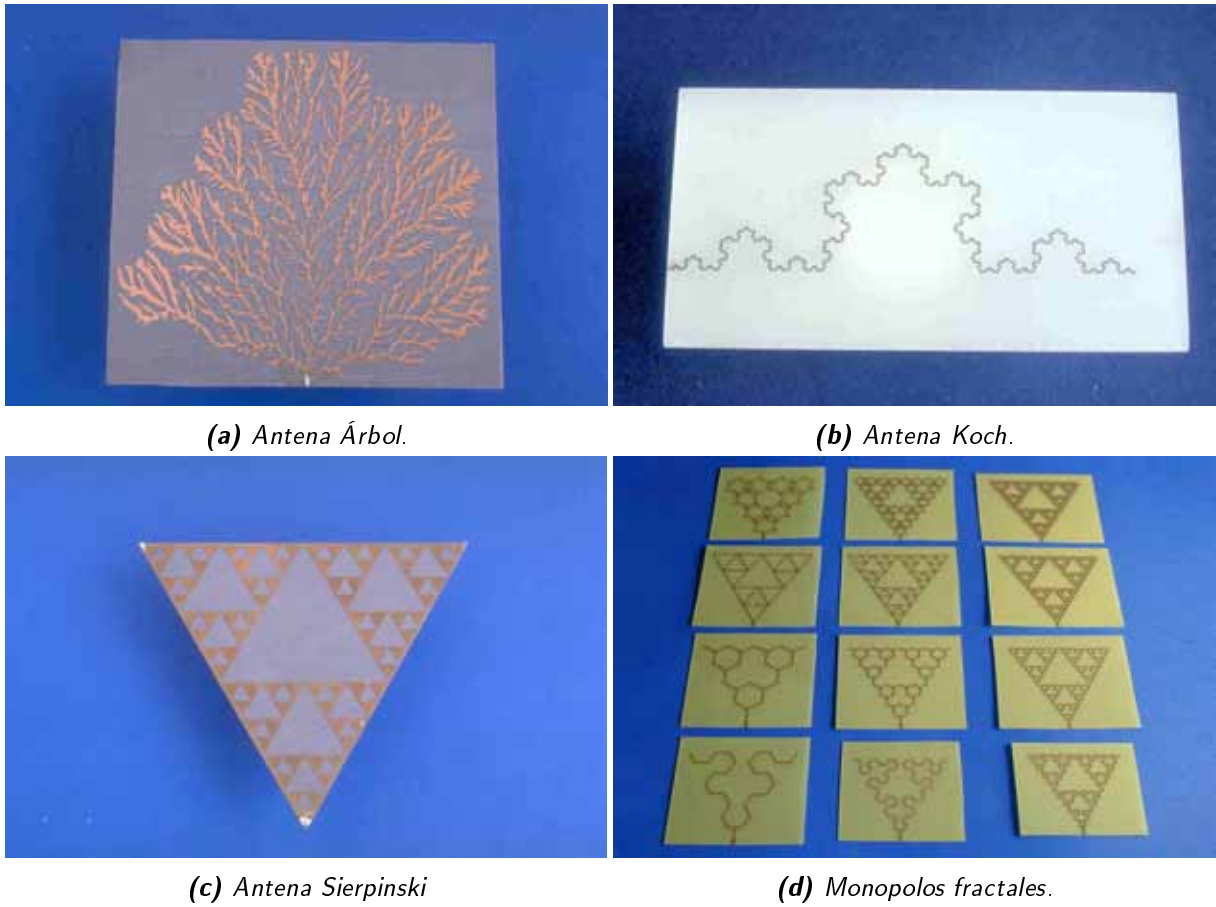 (a) Antena Árbol.
(b) Antena Koch.
(c) Antena Sierpinski
(d) Monopolos fractales.